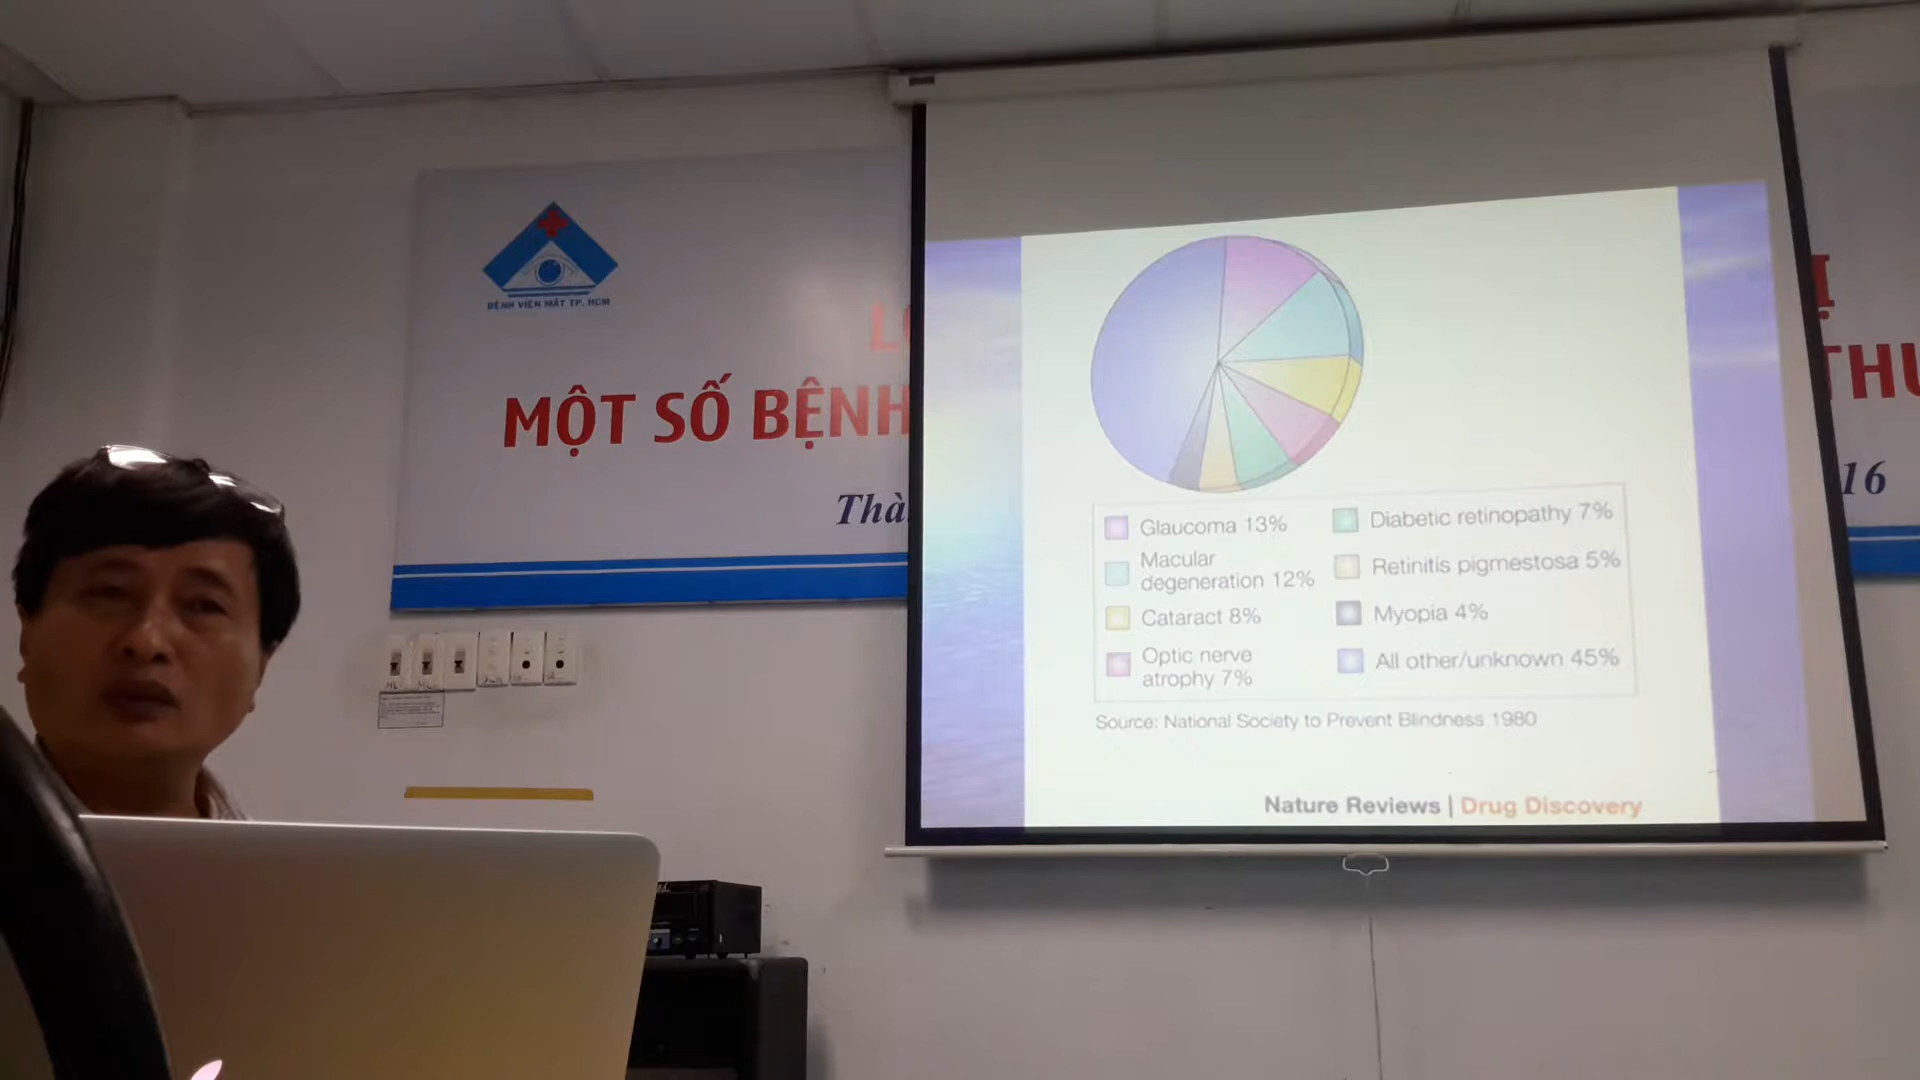 BỆNH VIỆN MẮT TP. HCM
MỘT SỐ BỆNH
16
Glaucoma 13%
Macular
degeneration 12%
Cataract 8%
Optic nerve
atrophy 7%
Diabetic retinopathy 7%
Retinitis pigmestosa 5%
Myopia 4%
All other/unknown 45%
Source: National Society to Prevent Blindness 1980
Nature Reviews | Drug Discovery